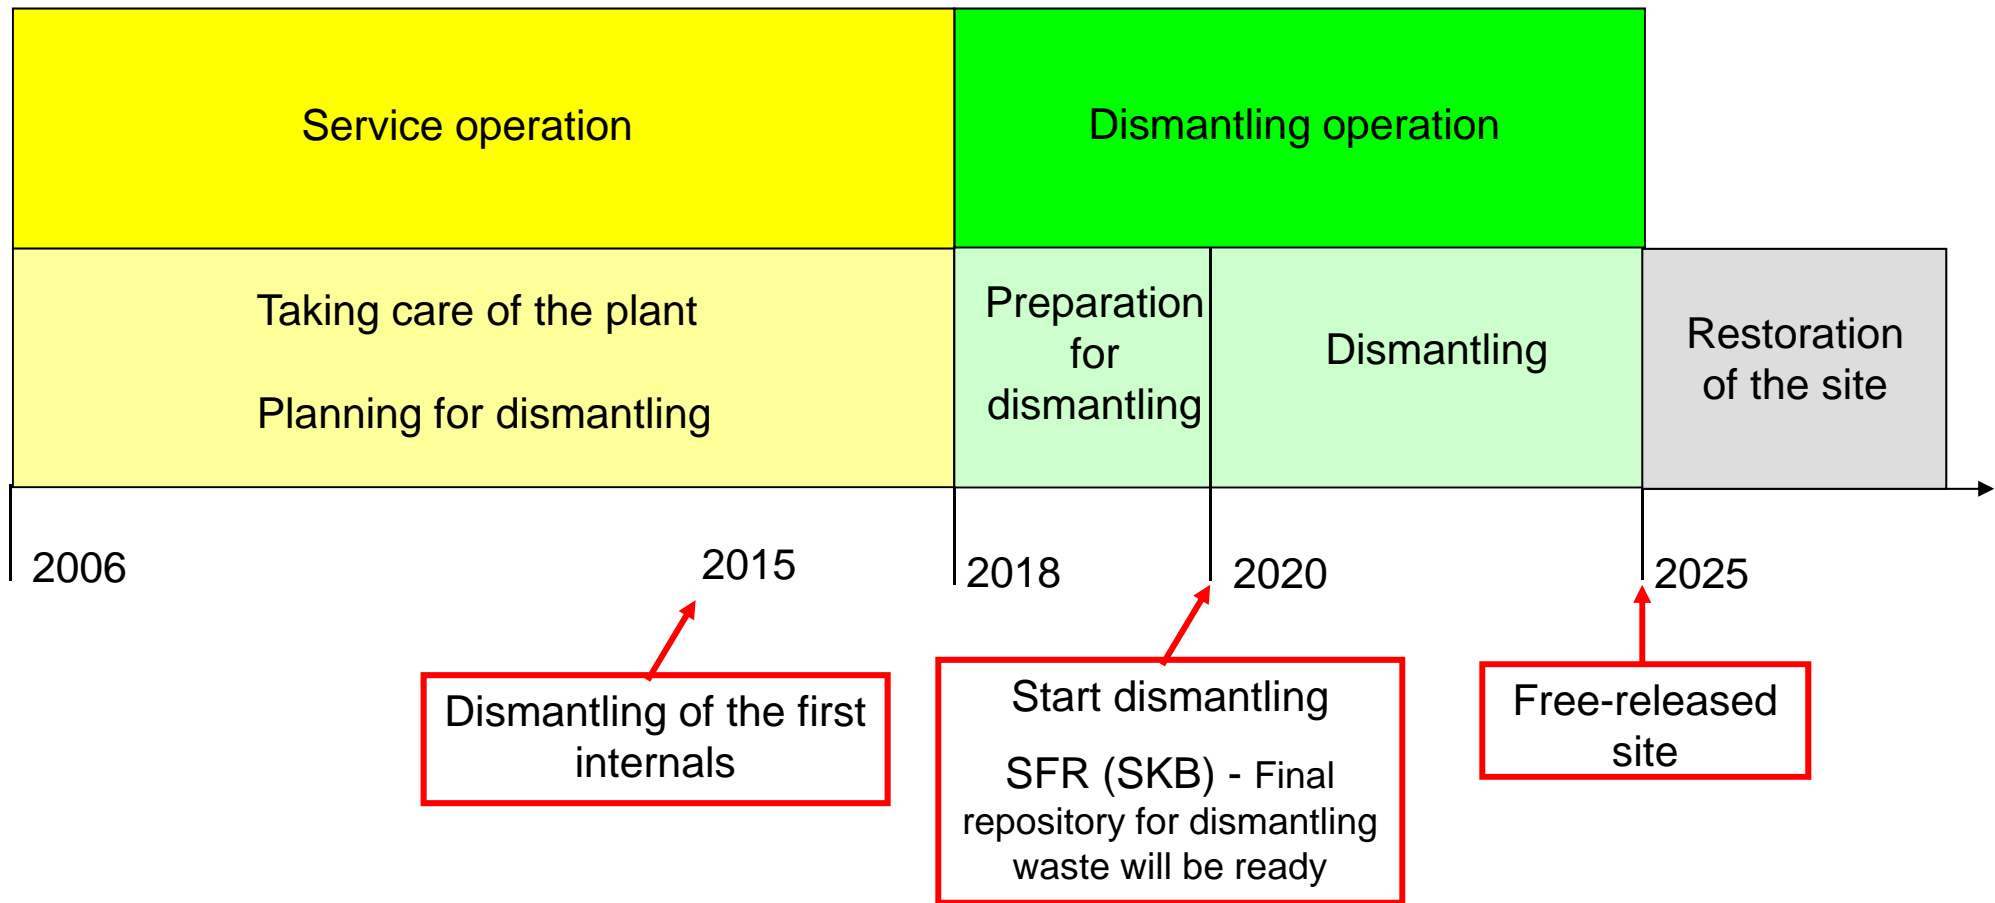 Service operation
Dismantling operation
Taking care of the plant
Planning for dismantling
Preparation
for
dismantling
Dismantling
Restoration
of the site
2006
2015
2018
2020
2025
Dismantling of the first
internals
Start dismantling
SFR (SKB) - Final
repository for dismantling
waste will be ready
Free-released
site